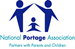 National Portage Association
Partners with Parents and Children